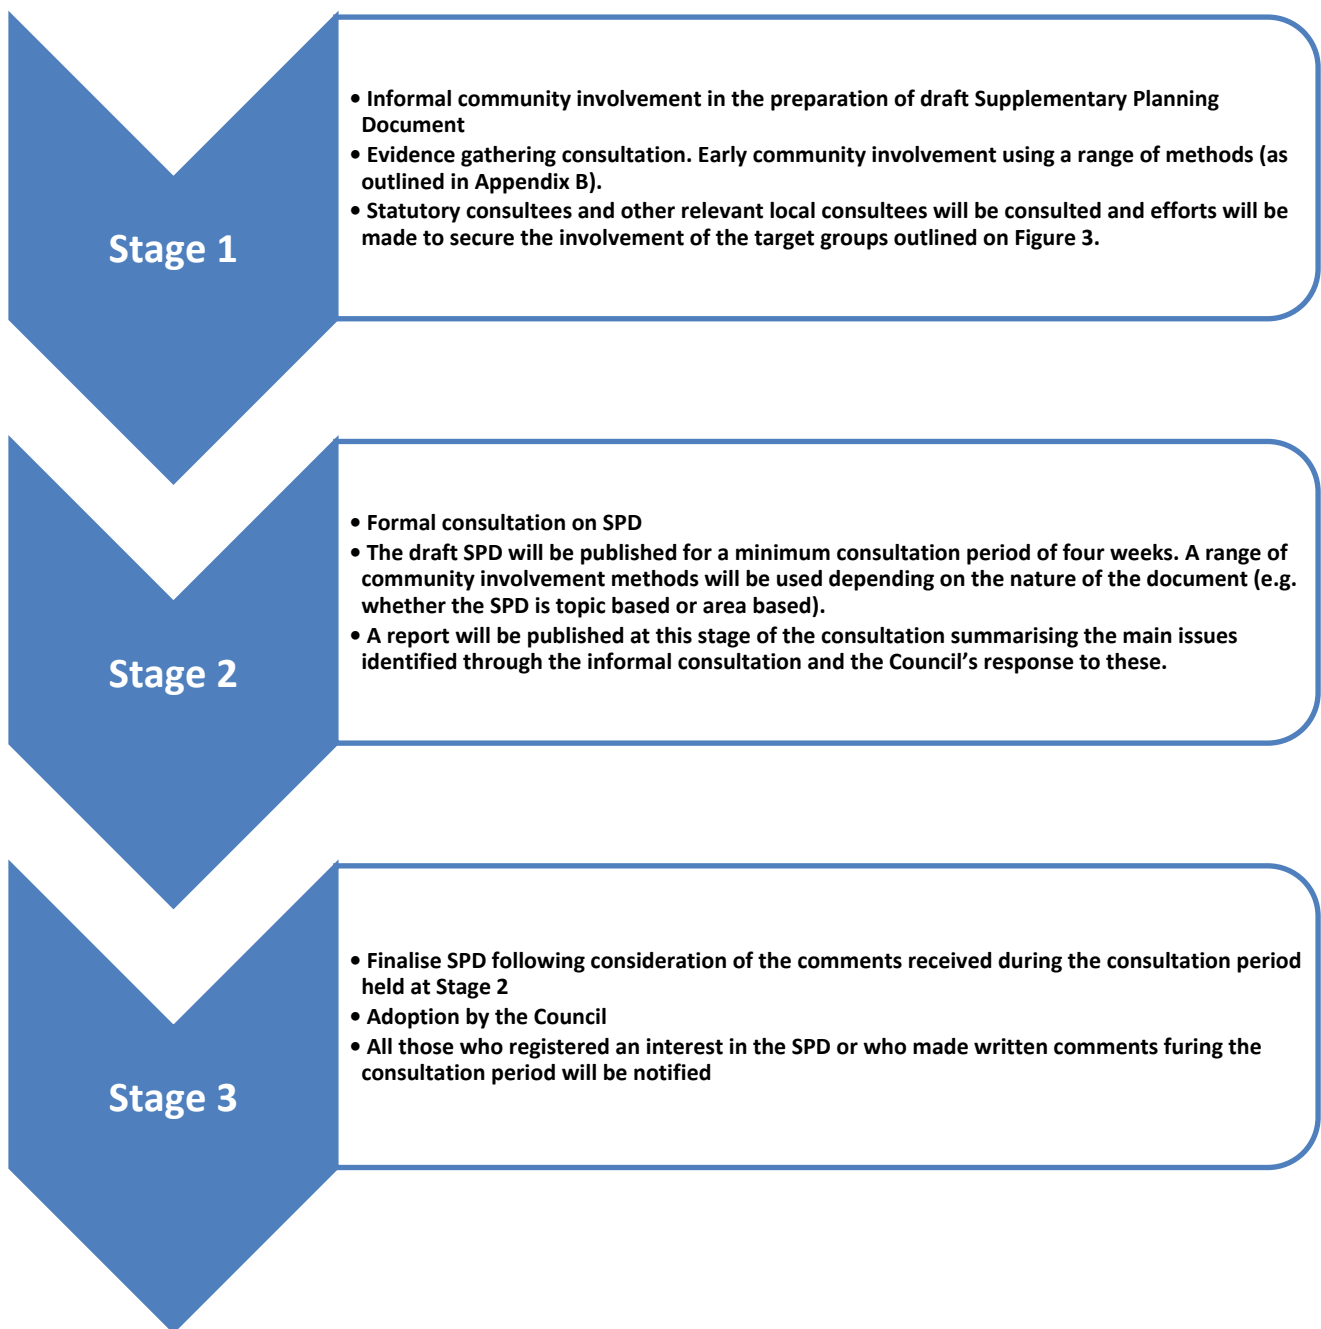 Stage 1
• Informal community involvement in the preparation of draft Supplementary Planning
Document
• Evidence gathering consultation. Early community involvement using a range of methods (as
outlined in Appendix B).
• Statutory consultees and other relevant local consultees will be consulted and efforts will be
made to secure the involvement of the target groups outlined on Figure 3.
Stage 2
• Formal consultation on SPD
• The draft SPD will be published for a minimum consultation period of four weeks. A range of
community involvement methods will be used depending on the nature of the document (e.g.
whether the SPD is topic based or area based).
• A report will be published at this stage of the consultation summarising the main issues
identified through the informal consultation and the Council’s response to these.
Stage 3
• Finalise SPD following consideration of the comments received during the consultation period
held at Stage 2
• Adoption by the Council
• All those who registered an interest in the SPD or who made written comments furing the
consultation period will be notified